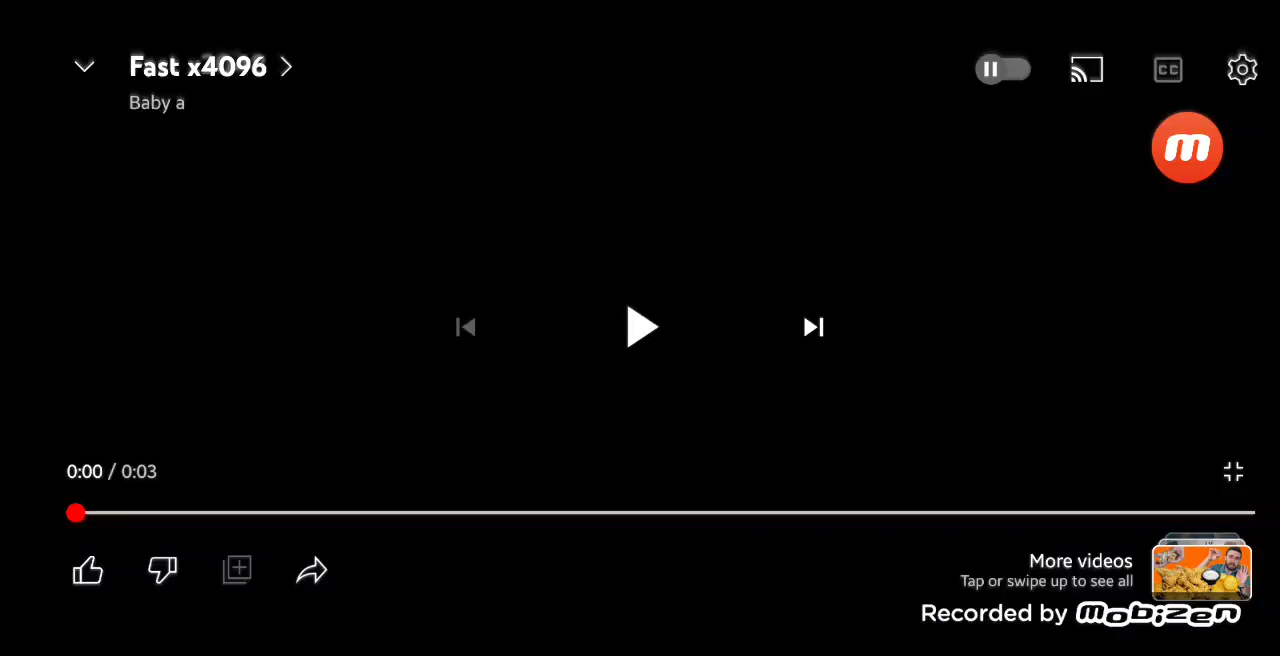 Fast x4096
Baby a
CC
m
0:00 / 0:03
More videos
Tap or swipe up to see all
Recorded by mobizen